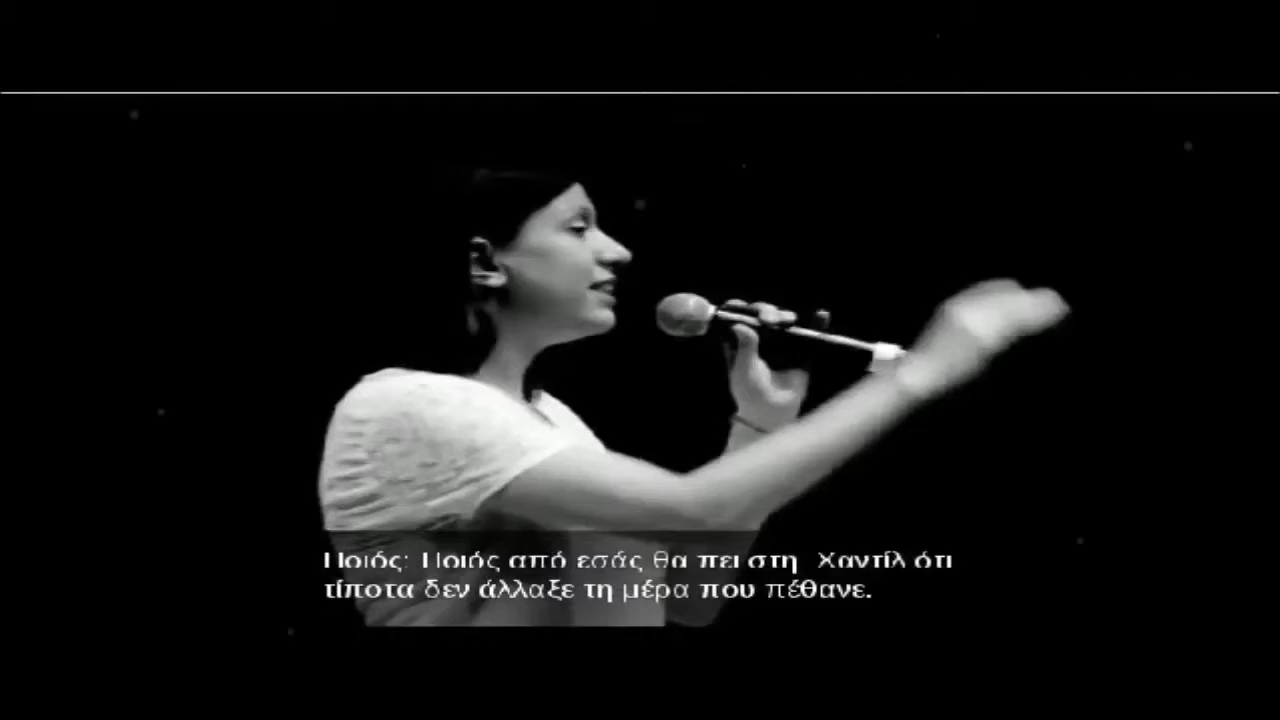 Ποιός; Ποιός από εσάς θα πει στη Χαντίλ ότι
τίποτα δεν άλλαξε τη μέρα που πέθανε.